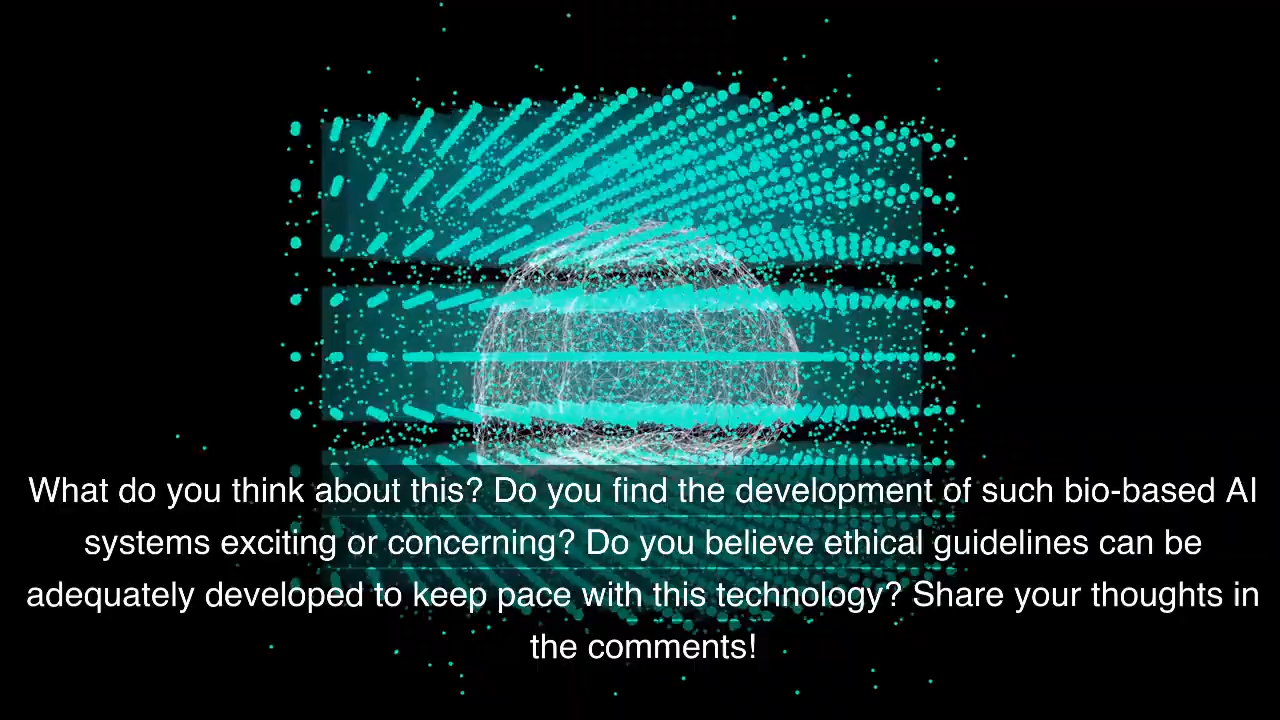 What do you think about this? Do you find the development of such bio-based AI
systems exciting or concerning? Do you believe ethical guidelines can be
adequately developed to keep pace with this technology? Share your thoughts in
the comments!